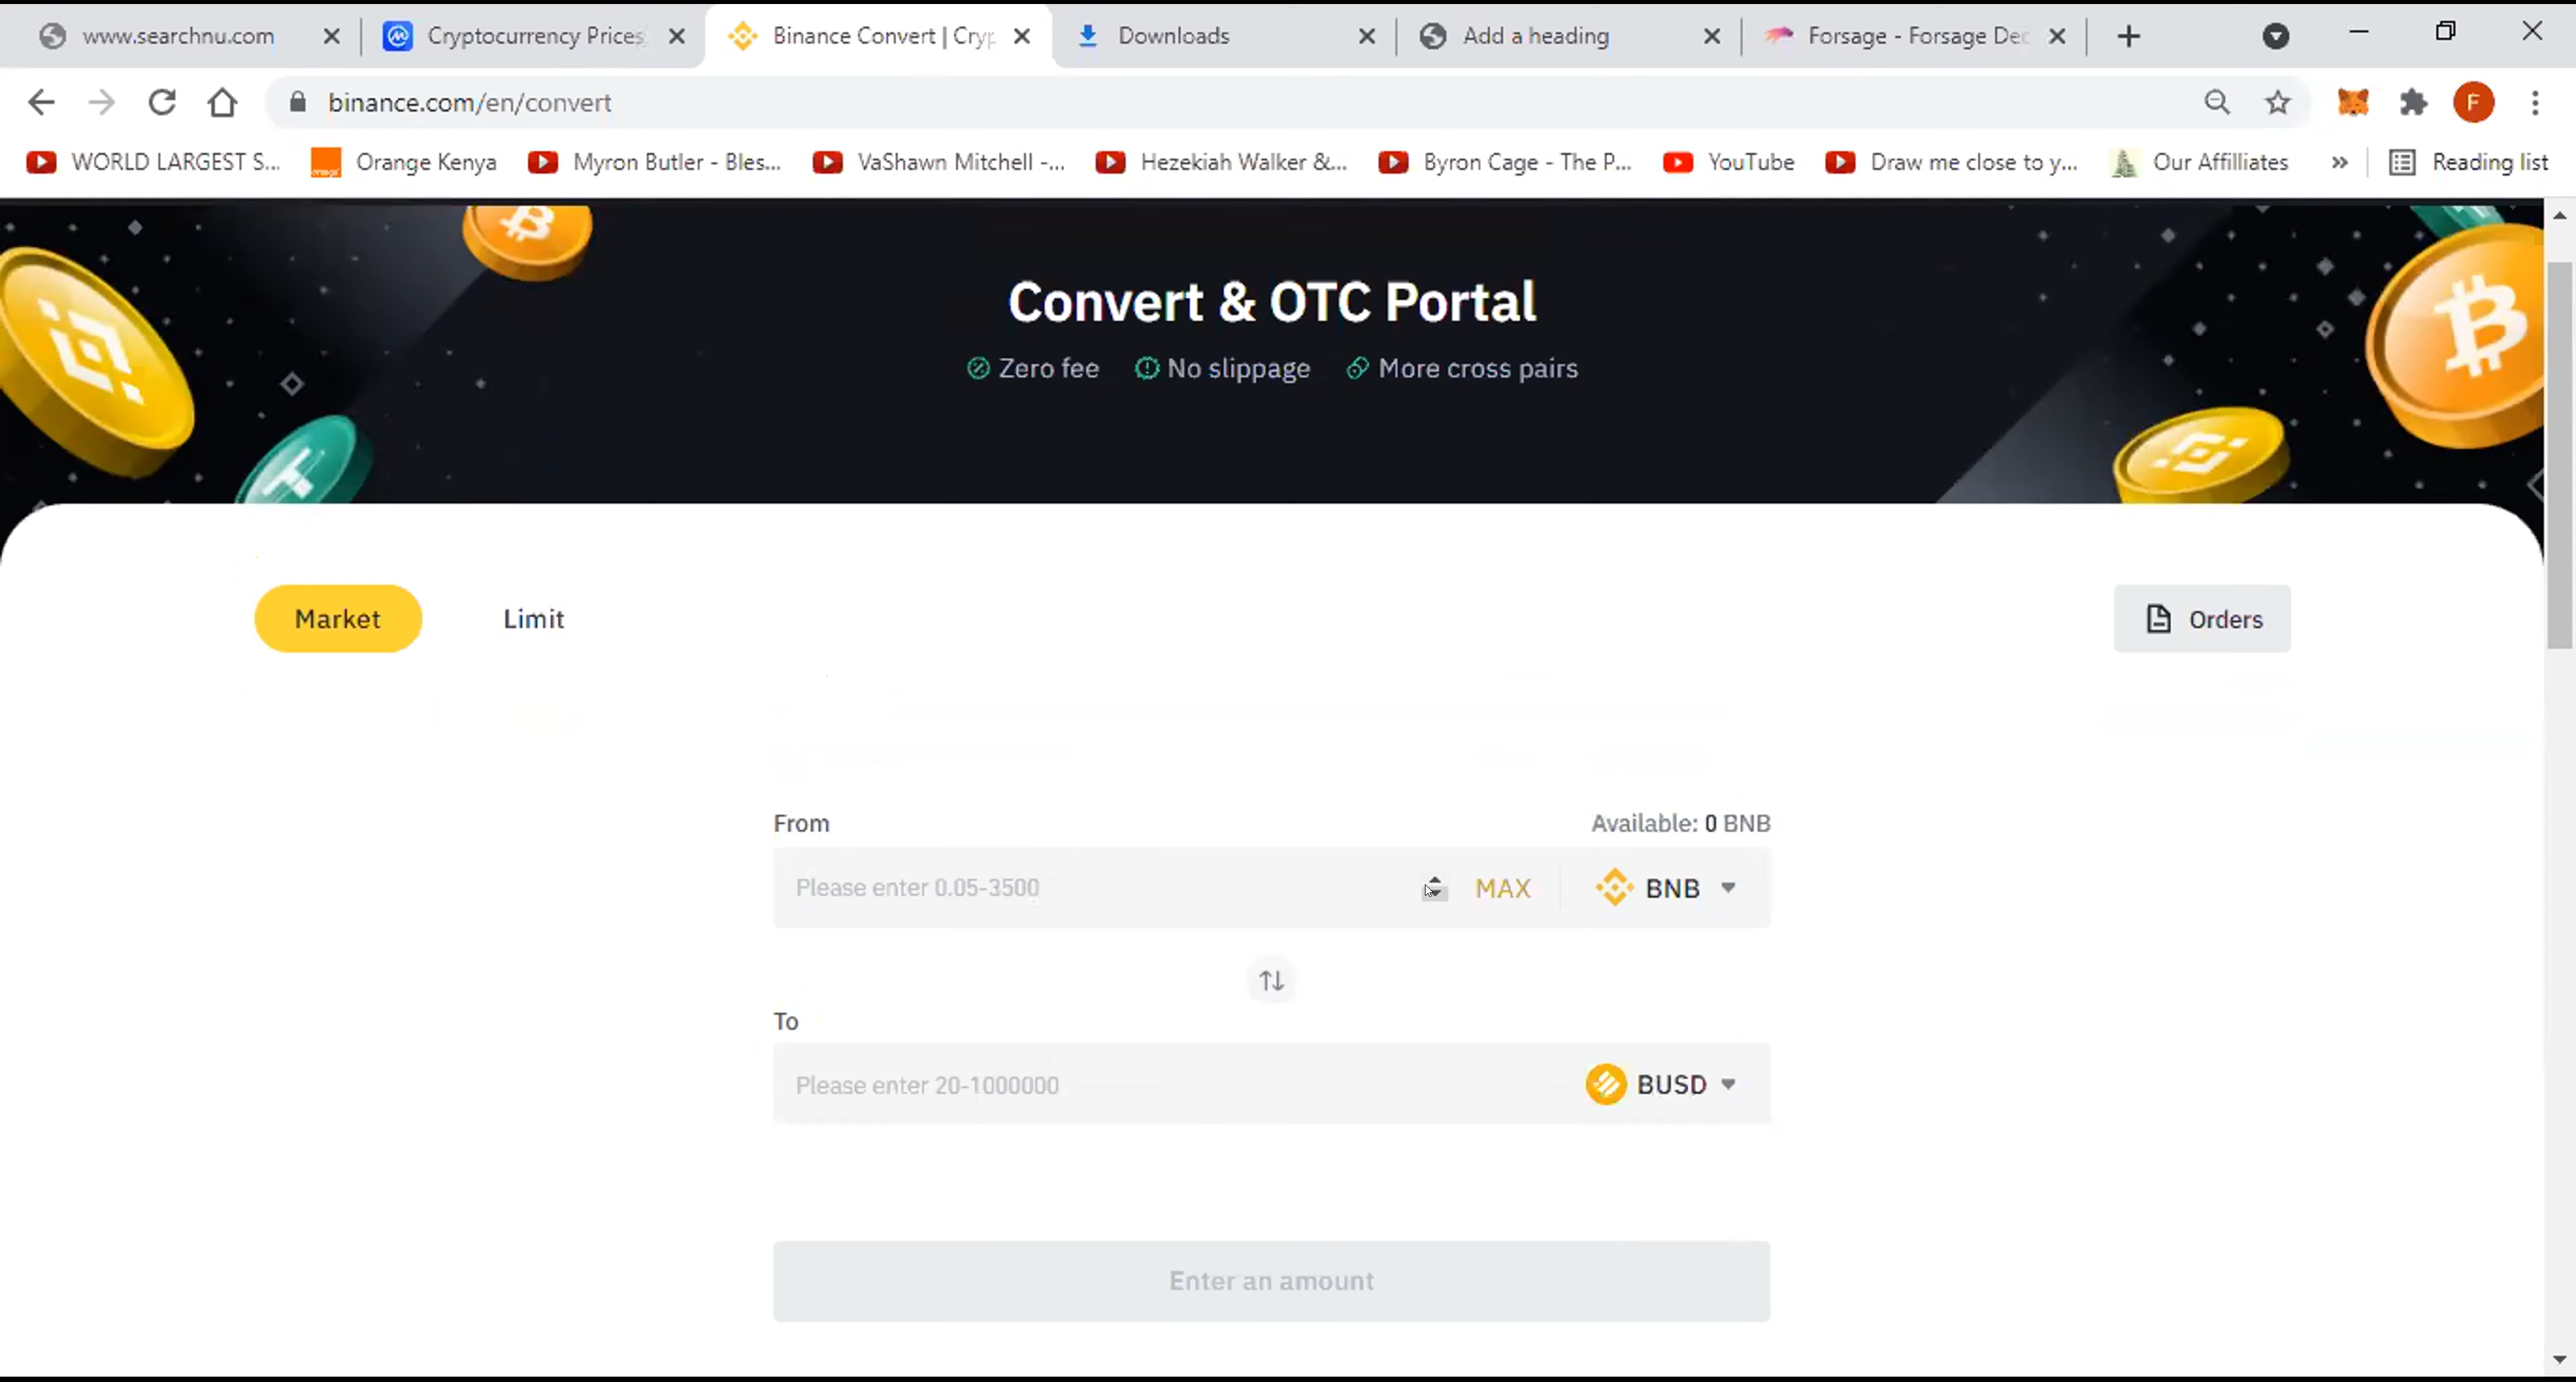 www.searchnu.com
Cryptocurrency Prices
Binance Convert | Cryp
Downloads
Add a heading
Forsage - Forsage Dec
binance.com/en/convert
F
WORLD LARGEST S...
Orange Kenya
Myron Butler - Bles...
VaShawn Mitchell -...
Hezekiah Walker &...
Byron Cage - The P...
YouTube
Draw me close to y...
Our Affilliates
»
Reading list
Convert & OTC Portal
Zero fee
No slippage
More cross pairs
Market
Limit
Orders
From
Available: 0 BNB
Please enter 0.05-3500
MAX
BNB
To
Please enter 20-1000000
BUSD
Enter an amount